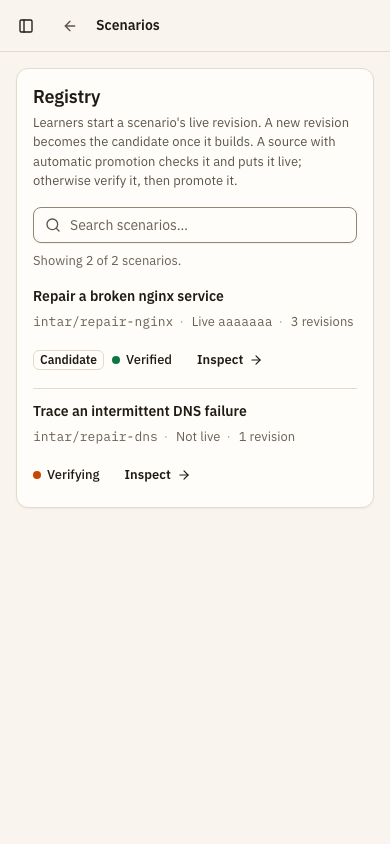 Scenarios
Registry
Learners start a scenario's live revision. A new revision
becomes the candidate once it builds. A source with
automatic promotion checks it and puts it live;
otherwise verify it, then promote it.
Search scenarios...
Showing 2 of 2 scenarios.
Repair a broken nginx service
intar/repair-nginx · Live aaaaaaa · 3 revisions
Candidate Verified Inspect →
Trace an intermittent DNS failure
intar/repair-dns · Not live · 1 revision
Verifying Inspect →